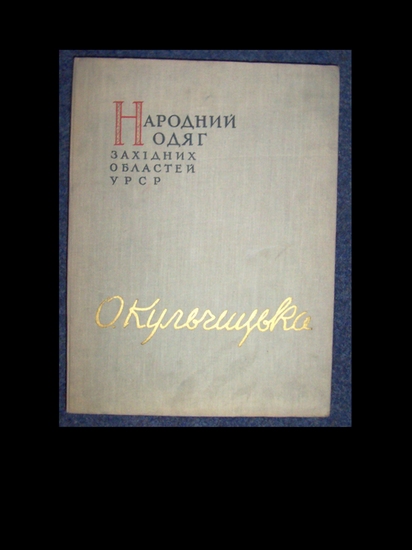 НАРОДНИЙ
ОДЯГ
ЗАХІДНИХ
ОБЛАСТЕЙ
УРСР
О Кульчицька